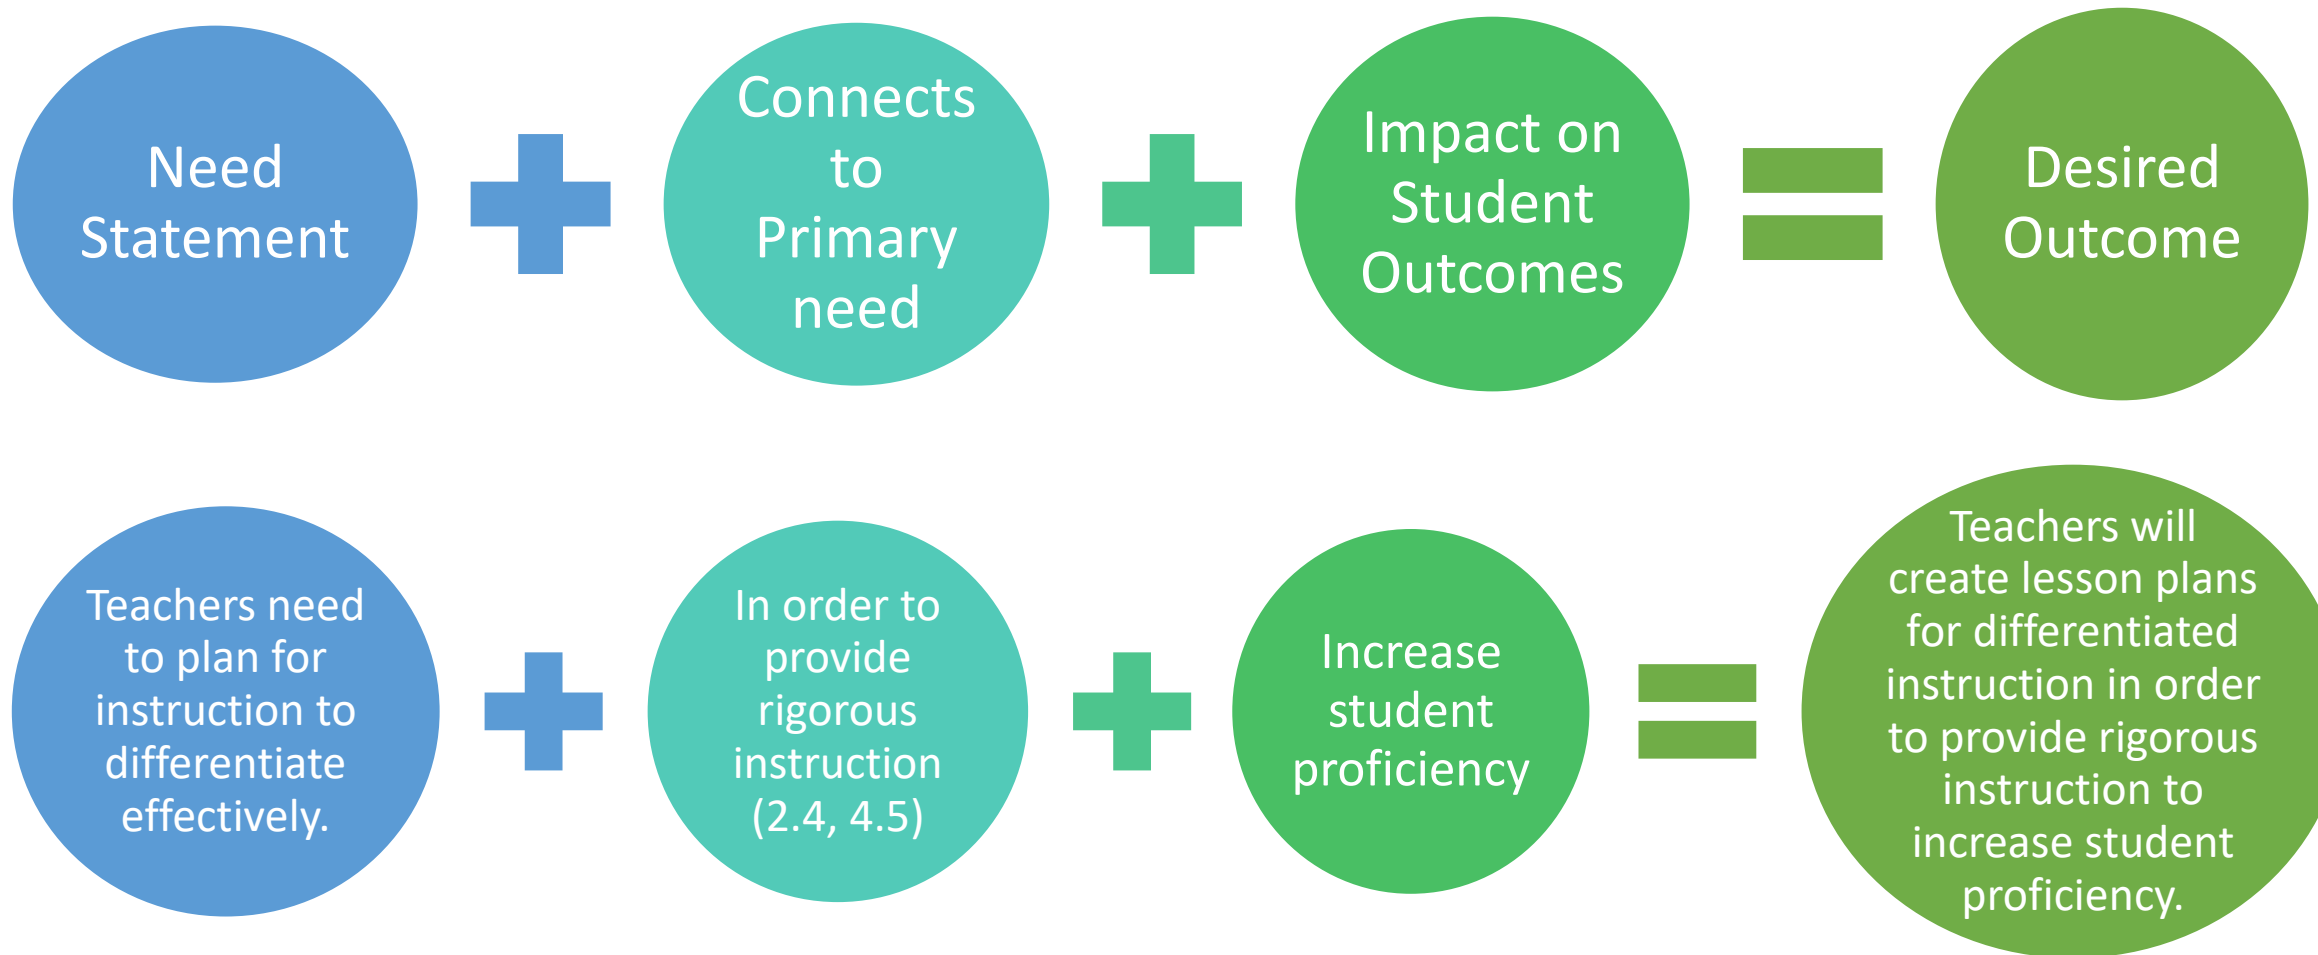 Need
Statement
Connects
to
Primary
need
Impact on
Student
Outcomes
Desired
Outcome
Teachers need
to plan for
instruction to
differentiate
effectively.
In order to
provide
rigorous
instruction
(2.4, 4.5)
Increase
student
proficiency
Teachers will
create lesson plans
for differentiated
instruction in order
to provide rigorous
instruction to
increase student
proficiency.